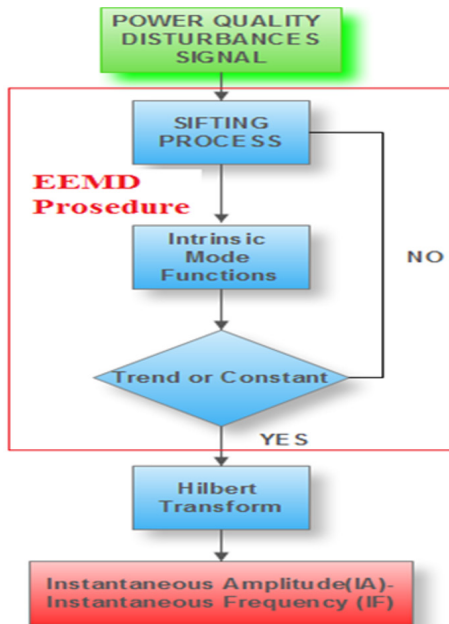 POWER QUALITY
DISTURBANCES
SIGNAL
SIFTING
PROCESS
EEMD
Prosedure
Intrinsic
Mode
Functions
NO
Trend or Constant
YES
Hilbert
Transform
Instantaneous Amplitude(IA)-
Instantaneous Frequency (IF)